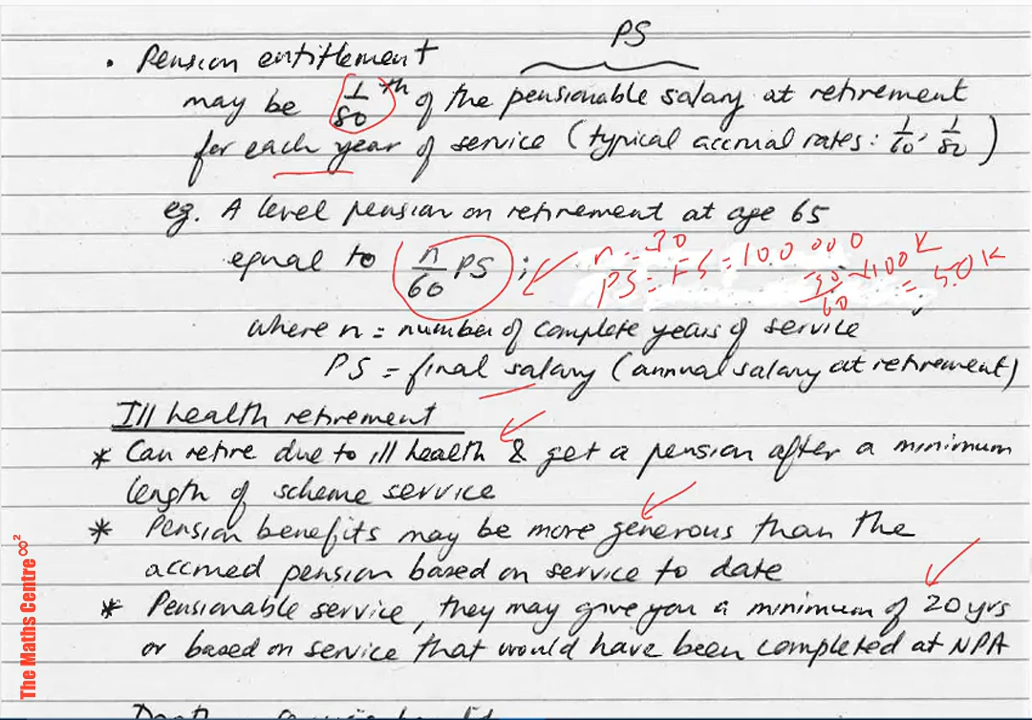 PS
• Pension entitlement
may be 1/80 th of the pensionable salary at retirement
for each year of service (typical accrual rates: 1/60, 1/80)
eg. A level pension on retirement at age 65
equal to n/60 PS ; n = 30
PS = FS = 100 000 30/60 × 100K = 50K
where n = number of complete years of service
PS = final salary (annual salary at retirement)
Ill health retirement
* Can retire due to ill health & get a pension after a minimum
length of scheme service
* Pension benefits may be more generous than the
accrued pension based on service to date
* Pensionable service, they may give you a minimum of 20 yrs
or based on service that would have been completed at NPA
The Maths Centre ∞²